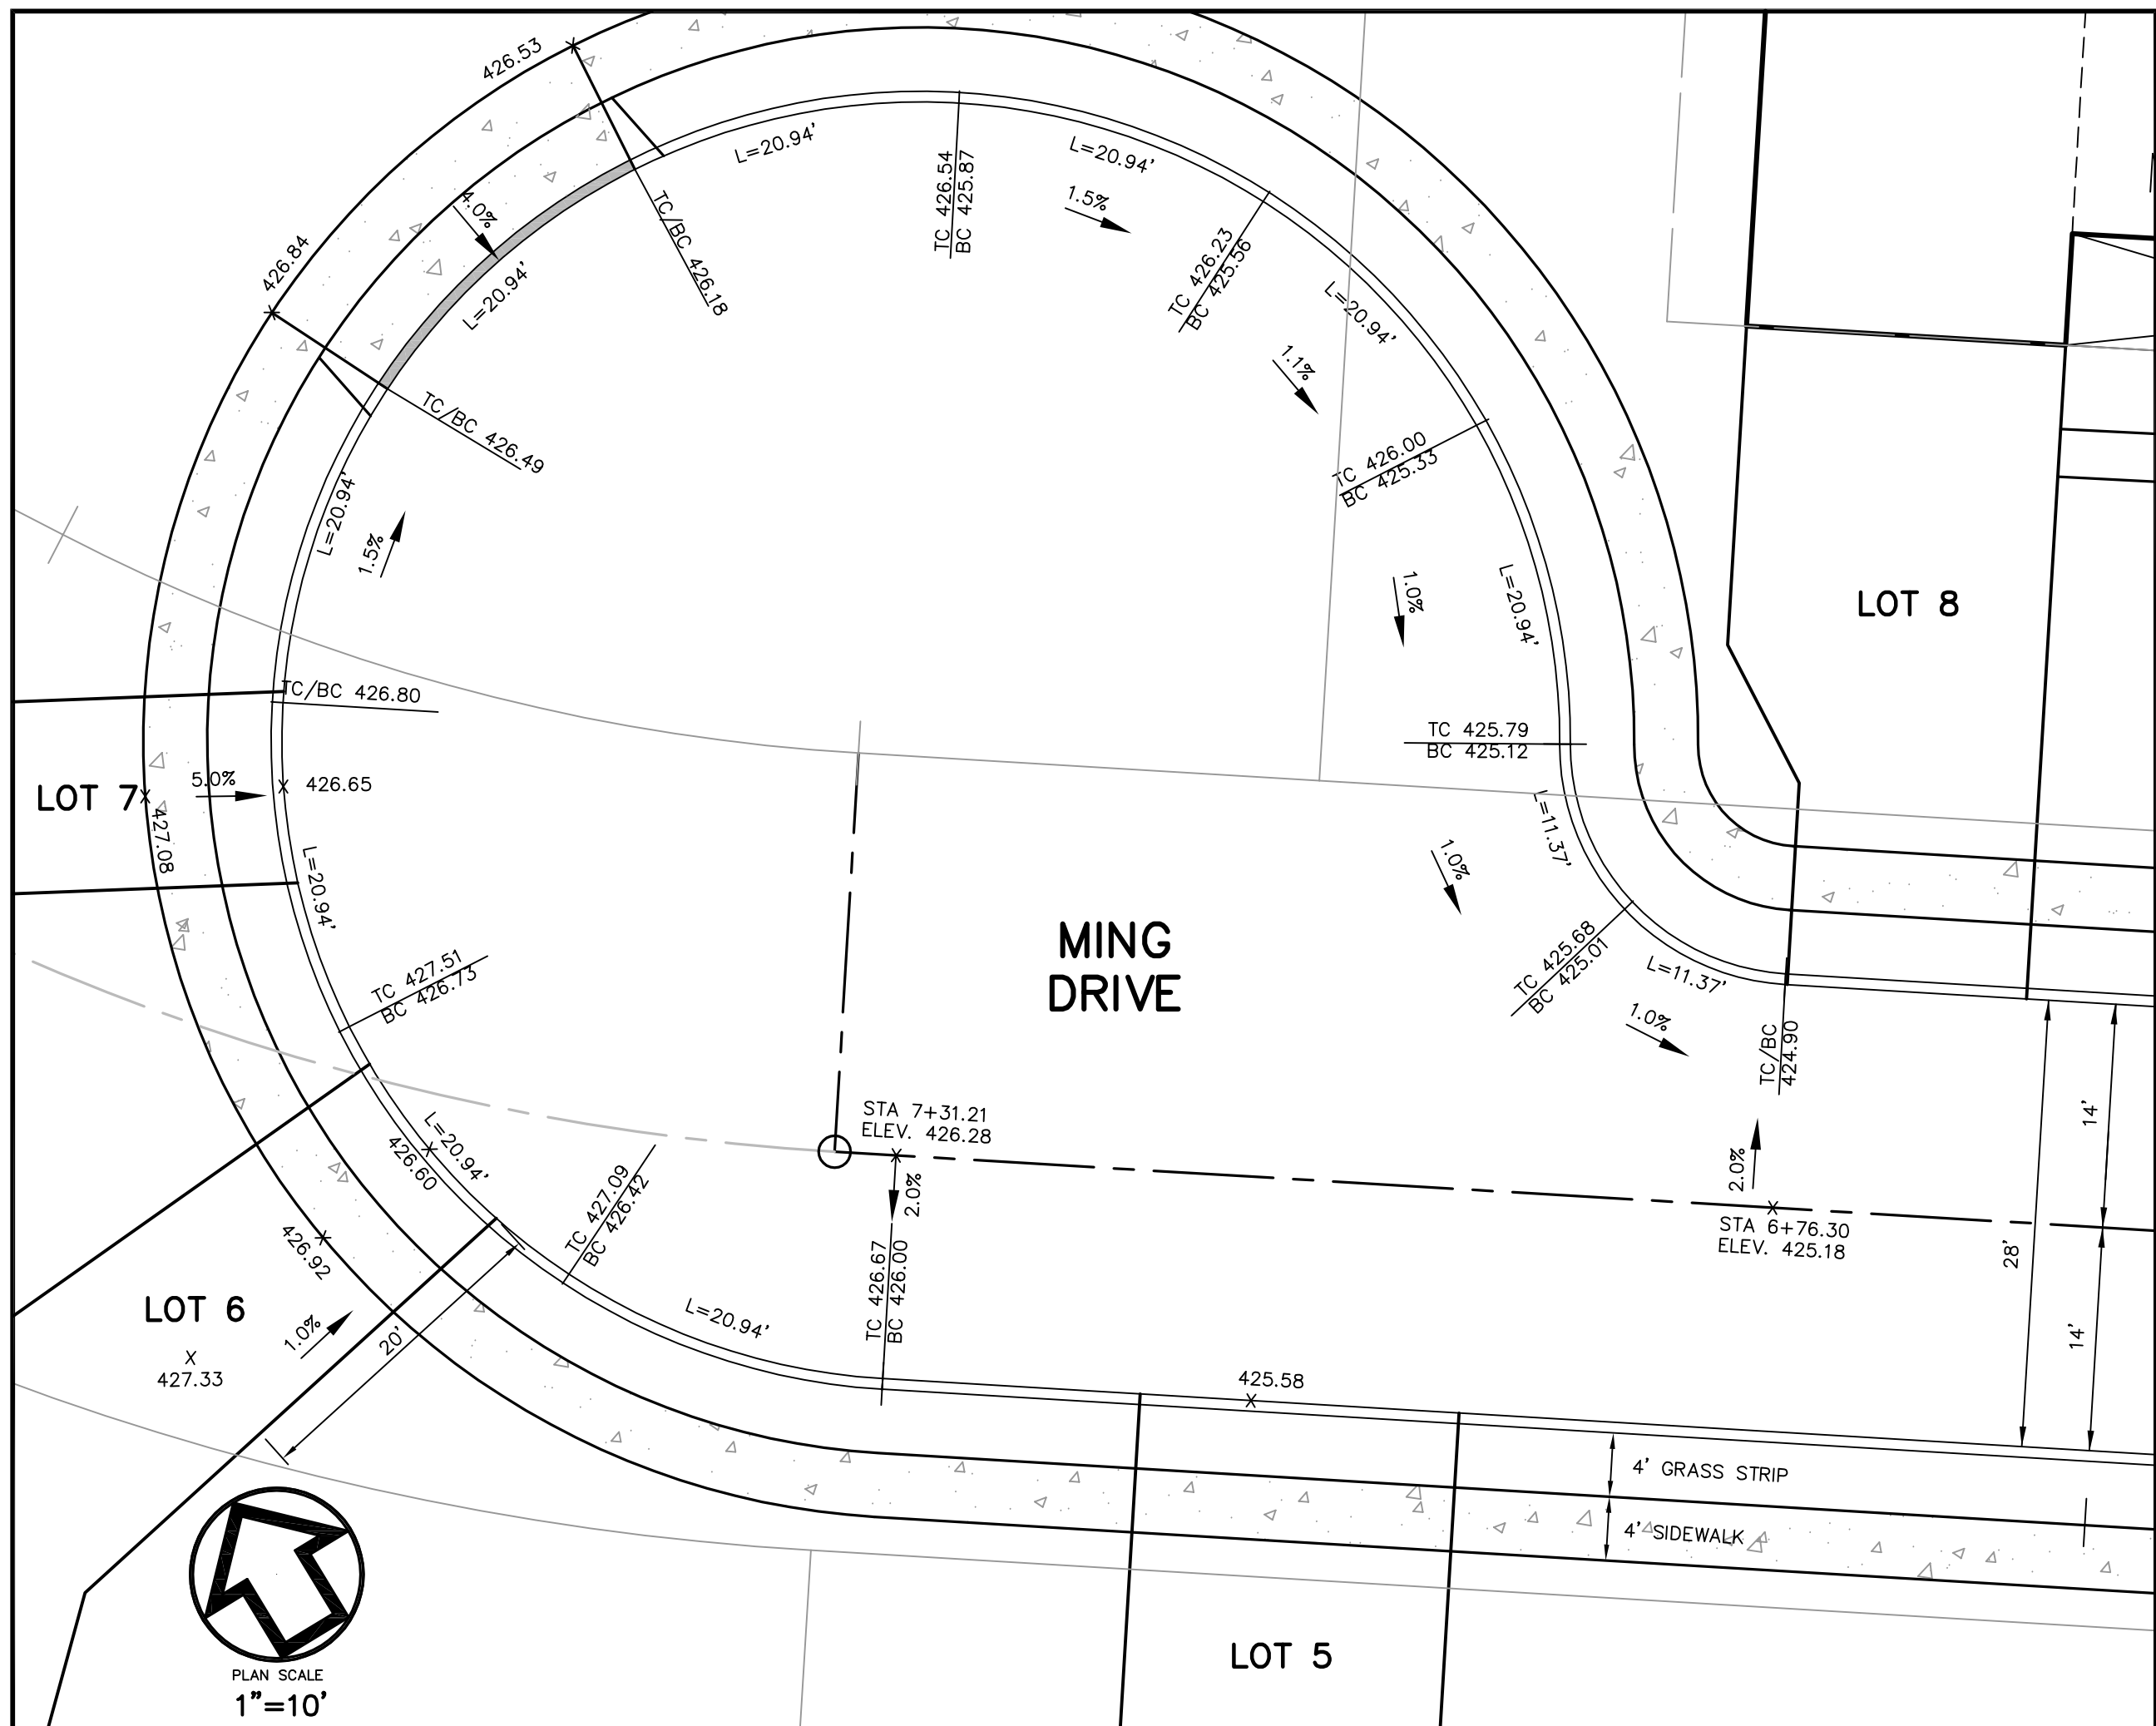 426.53
L=20.94'
L=20.94'
TC 426.54
BC 425.87
1.5%
4.0%
TC/BC 426.18
426.84
L=20.94'
TC 426.23
BC 425.56
L=20.94'
1.1%
TC/BC 426.49
TC 426.00
BC 425.33
L=20.94'
1.5%
1.0%
L=20.94'
LOT 8
TC/BC 426.80
TC 425.79
BC 425.12
5.0%
426.65
LOT 7
427.08
L=11.37'
1.0%
L=20.94'
MING
DRIVE
TC 427.51
BC 426.73
TC 425.68
BC 425.01
L=11.37'
1.0%
TC/BC
424.90
STA 7+31.21
ELEV. 426.28
14'
L=20.94'
426.60
2.0%
2.0%
TC 427.09
BC 426.42
STA 6+76.30
ELEV. 425.18
28'
426.92
TC 426.67
BC 426.00
LOT 6
1.0%
20'
L=20.94'
14'
X
427.33
425.58
4' GRASS STRIP
4' SIDEWALK
LOT 5
PLAN SCALE
1"=10'